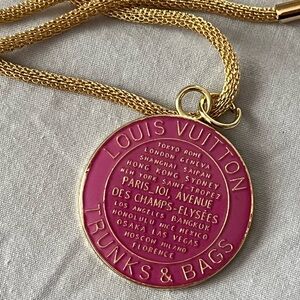 LOUIS VUITTON
TOKYO ROME
LONDON GENEVA
SHANGHAI SAIPAN
HONG KONG SYDNEY
NEW YORK SAINT-TROPEZ
PARIS, 101, AVENUE
DES CHAMPS-ELYSÉES
LOS ANGELES BANGKOK
HONOLULU NICE MEXICO
OSAKA LAS VEGAS
MOSCOW MILANO
FLORENCE
TRUNKS & BAGS